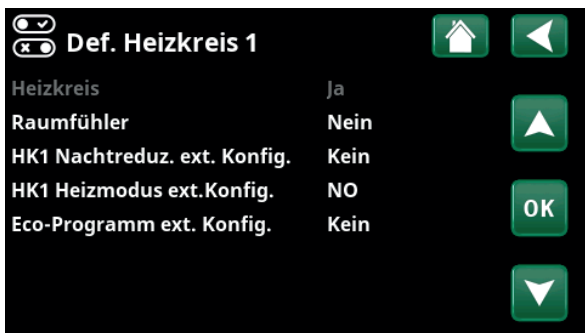 Def. Heizkreis 1
Heizkreis Ja
Raumfühler Nein
HK1 Nachtreduz. ext. Konfig. Kein
HK1 Heizmodus ext.Konfig. NO
Eco-Programm ext. Konfig. Kein
OK